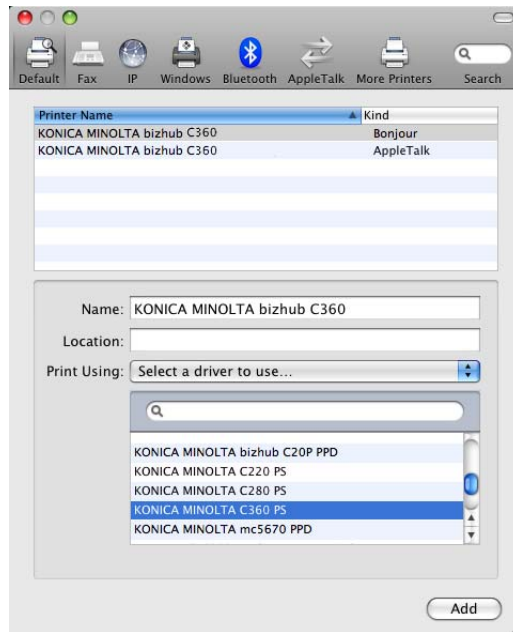 Default Fax IP Windows Bluetooth AppleTalk More Printers Search
Printer Name Kind
KONICA MINOLTA bizhub C360 Bonjour
KONICA MINOLTA bizhub C360 AppleTalk
Name: KONICA MINOLTA bizhub C360
Location:
Print Using: Select a driver to use...
KONICA MINOLTA bizhub C20P PPD
KONICA MINOLTA C220 PS
KONICA MINOLTA C280 PS
KONICA MINOLTA C360 PS
KONICA MINOLTA mc5670 PPD
Add